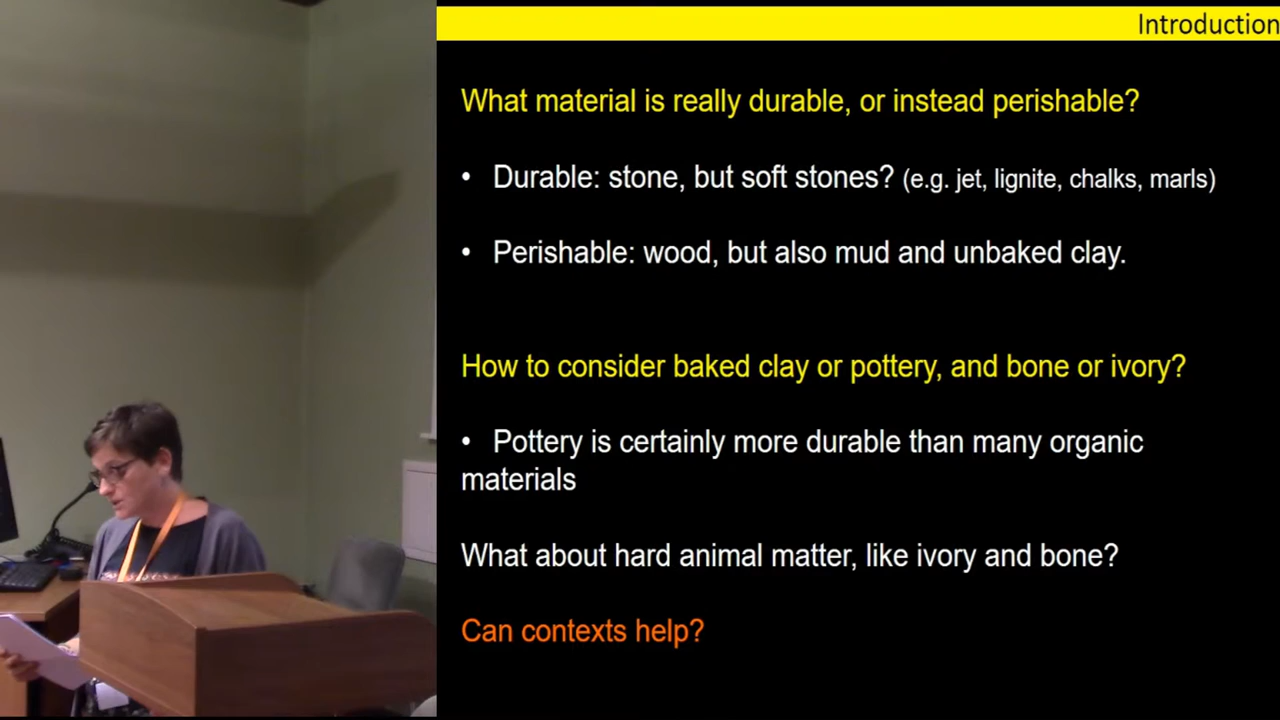 Introduction
What material is really durable, or instead perishable?
• Durable: stone, but soft stones? (e.g. jet, lignite, chalks, marls)
• Perishable: wood, but also mud and unbaked clay.
How to consider baked clay or pottery, and bone or ivory?
• Pottery is certainly more durable than many organic
materials
What about hard animal matter, like ivory and bone?
Can contexts help?